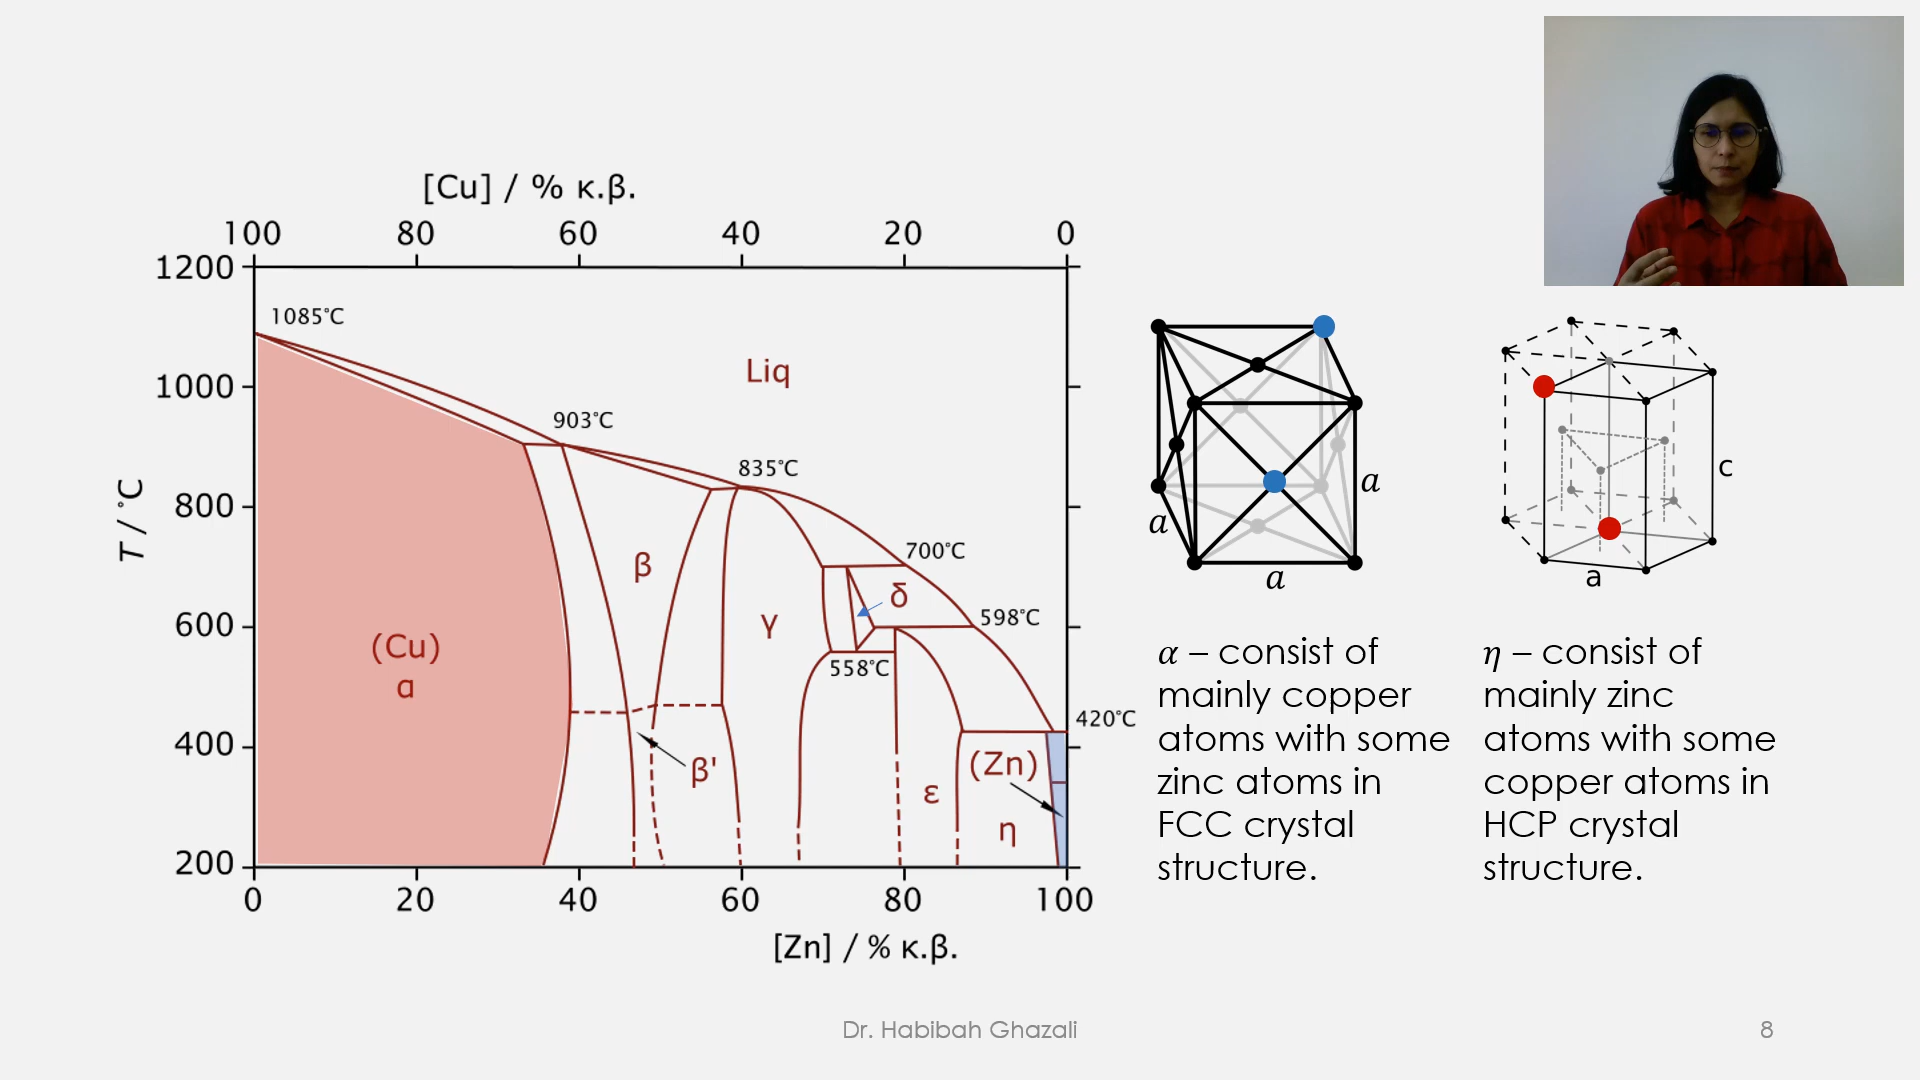 [Cu] / % κ.β.
100 80 60 40 20 0
1200
1085°C
1000
Liq
903°C
835°C
T / °C
800
700°C
β
δ
γ
600
598°C
(Cu)
α
558°C
420°C
400
β'
(Zn)
ε
η
200
0 20 40 60 80 100
[Zn] / % κ.β.
a
a
a
c
a
α – consist of
mainly copper
atoms with some
zinc atoms in
FCC crystal
structure.
η – consist of
mainly zinc
atoms with some
copper atoms in
HCP crystal
structure.
Dr. Habibah Ghazali
8